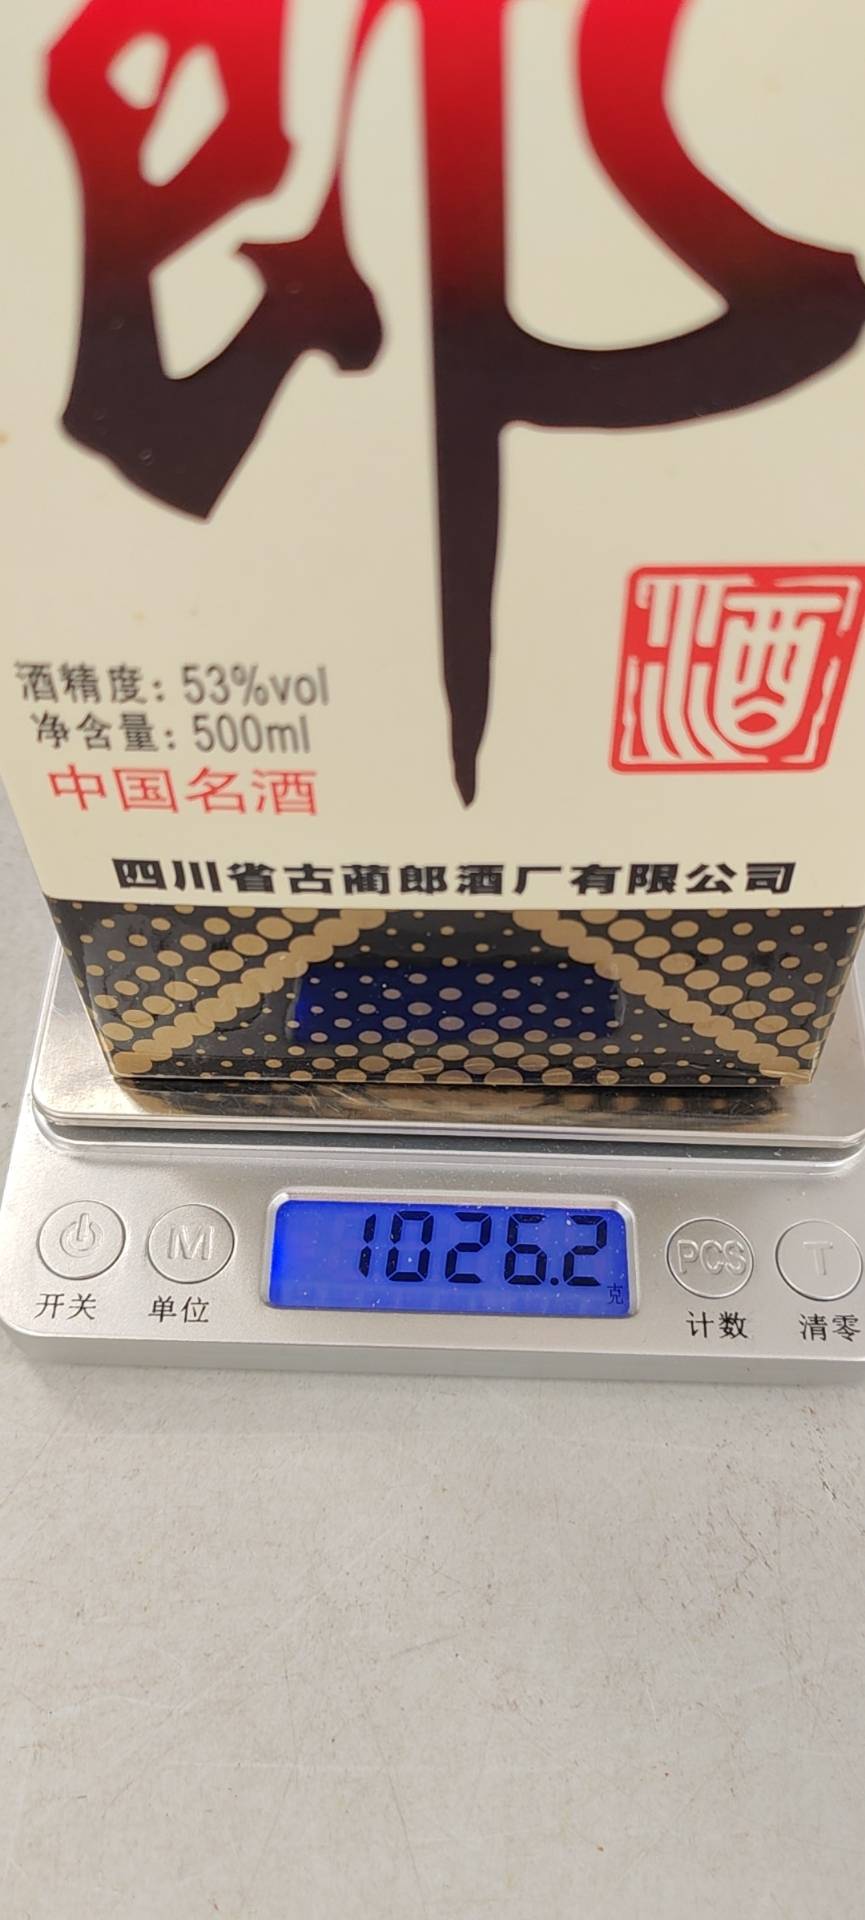 郎
酒
酒精度: 53%vol
净含量: 500ml
中国名酒
四川省古蔺郎酒厂有限公司
1026.2
克
M
PCS
T
开关
单位
计数
清零